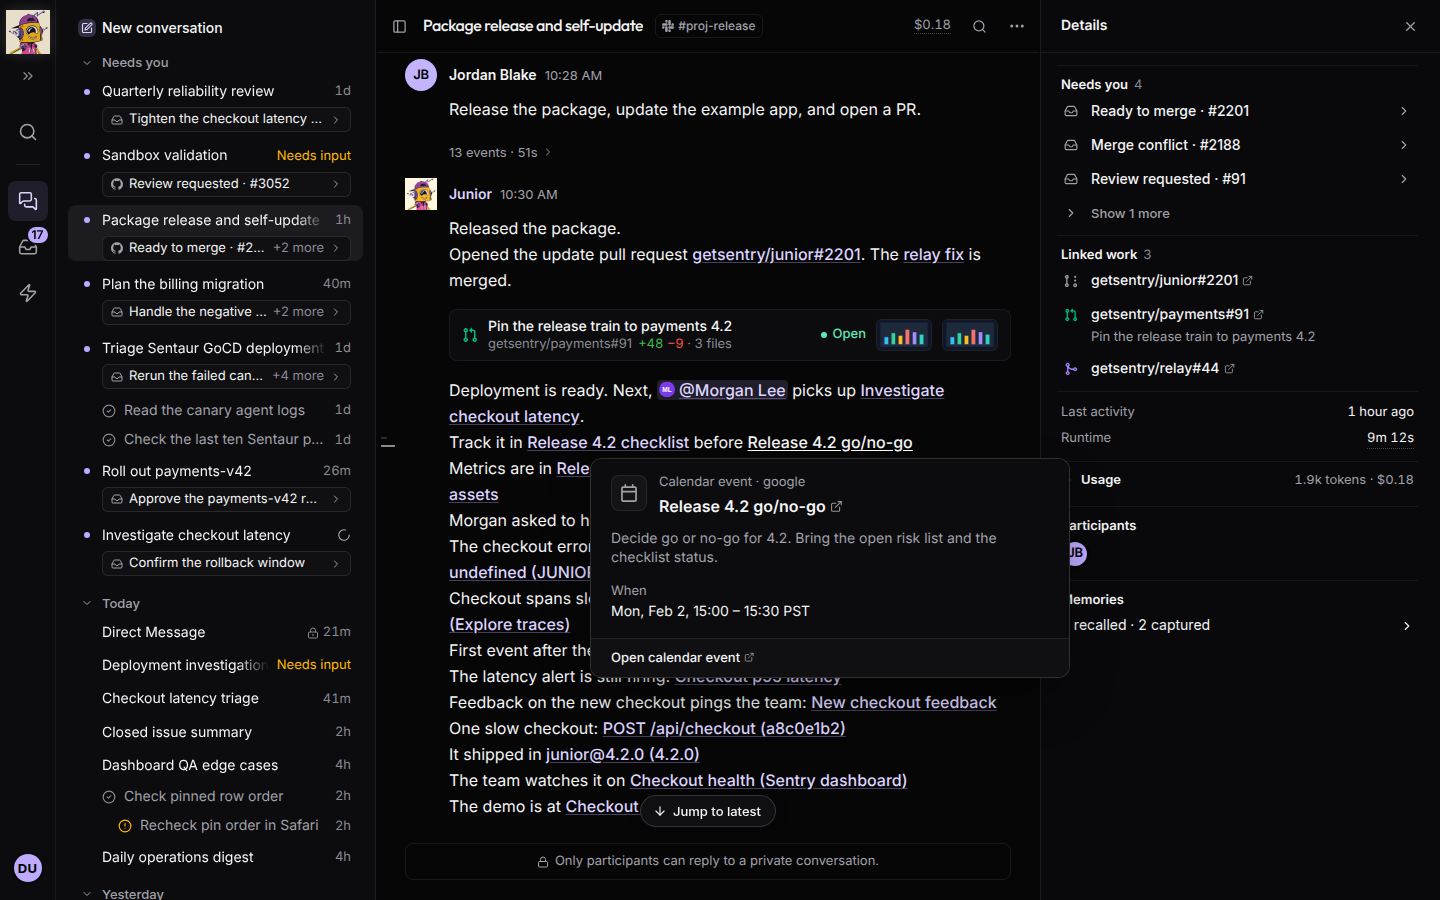 New conversation
Needs you
Quarterly reliability review 1d
Tighten the checkout latency ...
Sandbox validation Needs input
Review requested · #3052
Package release and self-update 1h
Ready to merge · #2... +2 more
17
Plan the billing migration 40m
Handle the negative ... +2 more
Triage Sentaur GoCD deployment 1d
Rerun the failed can... +4 more
Read the canary agent logs 1d
Check the last ten Sentaur p... 1d
Roll out payments-v42 26m
Approve the payments-v42 r...
Investigate checkout latency
Confirm the rollback window
Today
Direct Message 21m
Deployment investigation Needs input
Checkout latency triage 41m
Closed issue summary 2h
Dashboard QA edge cases 4h
Check pinned row order 2h
Recheck pin order in Safari 2h
Daily operations digest 4h
Yesterday
DU
Package release and self-update #proj-release $0.18
JB Jordan Blake 10:28 AM
Release the package, update the example app, and open a PR.
13 events · 51s
Junior 10:30 AM
Released the package.
Opened the update pull request getsentry/junior#2201. The relay fix is
merged.
Pin the release train to payments 4.2
getsentry/payments#91 +48 −9 · 3 files
Open
Deployment is ready. Next, ML @Morgan Lee picks up Investigate
checkout latency.
Track it in Release 4.2 checklist before Release 4.2 go/no-go
Metrics are in Rele
assets
Morgan asked to h
The checkout error
undefined (JUNIOR
Checkout spans slo
(Explore traces)
First event after the
The latency alert is still firing: Checkout p95 latency
Feedback on the new checkout pings the team: New checkout feedback
One slow checkout: POST /api/checkout (a8c0e1b2)
It shipped in junior@4.2.0 (4.2.0)
The team watches it on Checkout health (Sentry dashboard)
The demo is at Checkout
Jump to latest
Only participants can reply to a private conversation.
Calendar event · google
Release 4.2 go/no-go
Decide go or no-go for 4.2. Bring the open risk list and the
checklist status.
When
Mon, Feb 2, 15:00 – 15:30 PST
Open calendar event
Details
Needs you 4
Ready to merge · #2201
Merge conflict · #2188
Review requested · #91
Show 1 more
Linked work 3
getsentry/junior#2201
getsentry/payments#91
Pin the release train to payments 4.2
getsentry/relay#44
Last activity 1 hour ago
Runtime 9m 12s
Usage 1.9k tokens · $0.18
articipants
JB
emories
recalled · 2 captured